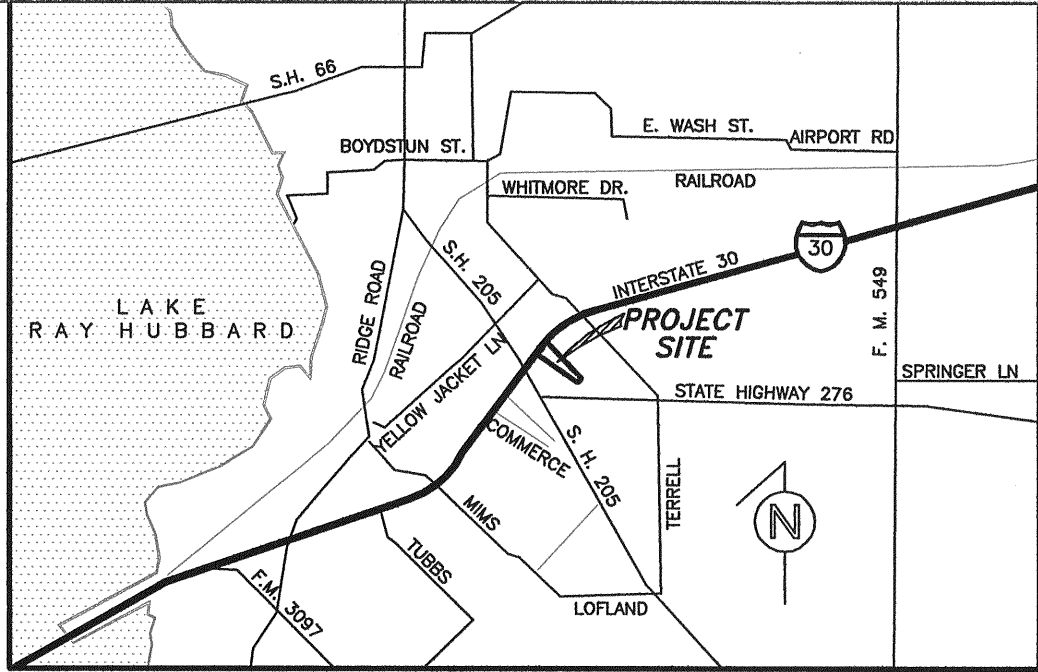 S.H. 66
BOYDSTUN ST.
E. WASH ST.
AIRPORT RD
WHITMORE DR.
RAILROAD
LAKE
RAY HUBBARD
RIDGE ROAD
RAILROAD
S.H. 205
YELLOW JACKET LN
INTERSTATE 30
30
F. M. 549
PROJECT
SITE
SPRINGER LN
STATE HIGHWAY 276
COMMERCE
S. H. 205
TERRELL
MIMS
TUBBS
LOFLAND
F.M. 3097
N